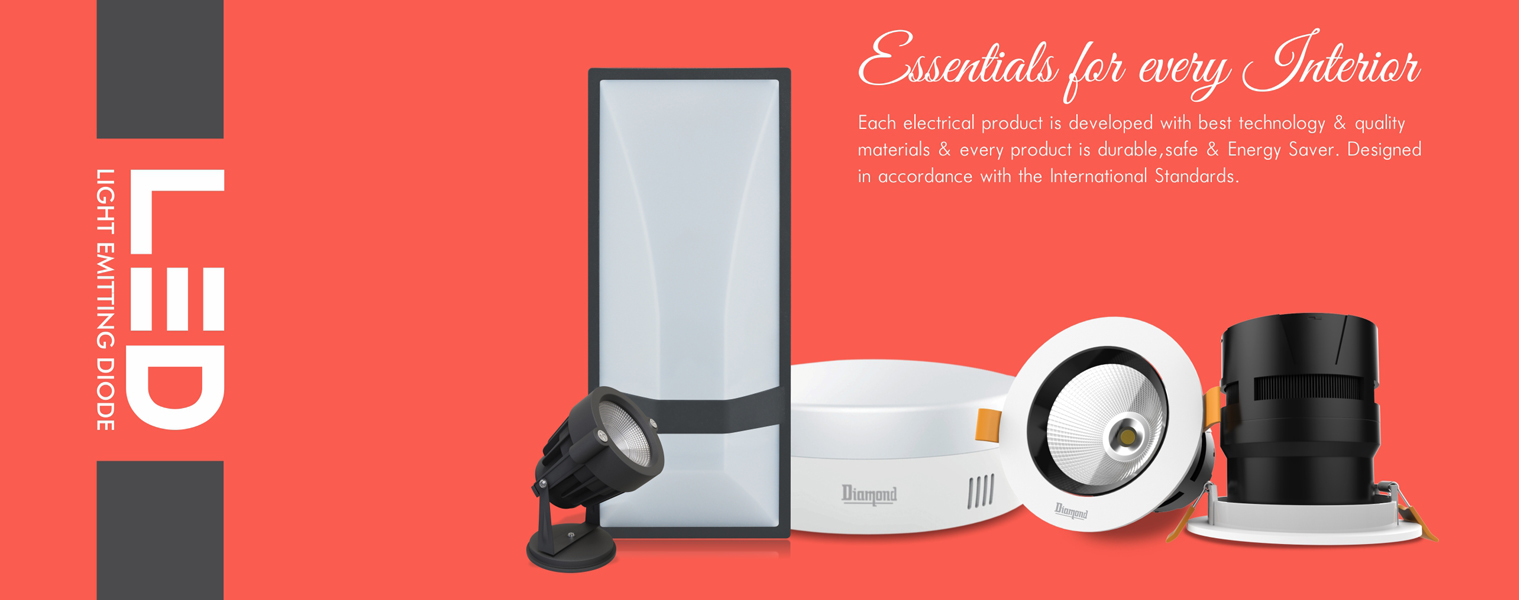 LED
LIGHT EMITTING DIODE
Essentials for every Interior
Each electrical product is developed with best technology & quality
materials & every product is durable,safe & Energy Saver. Designed
in accordance with the International Standards.
Diamond
Diamond